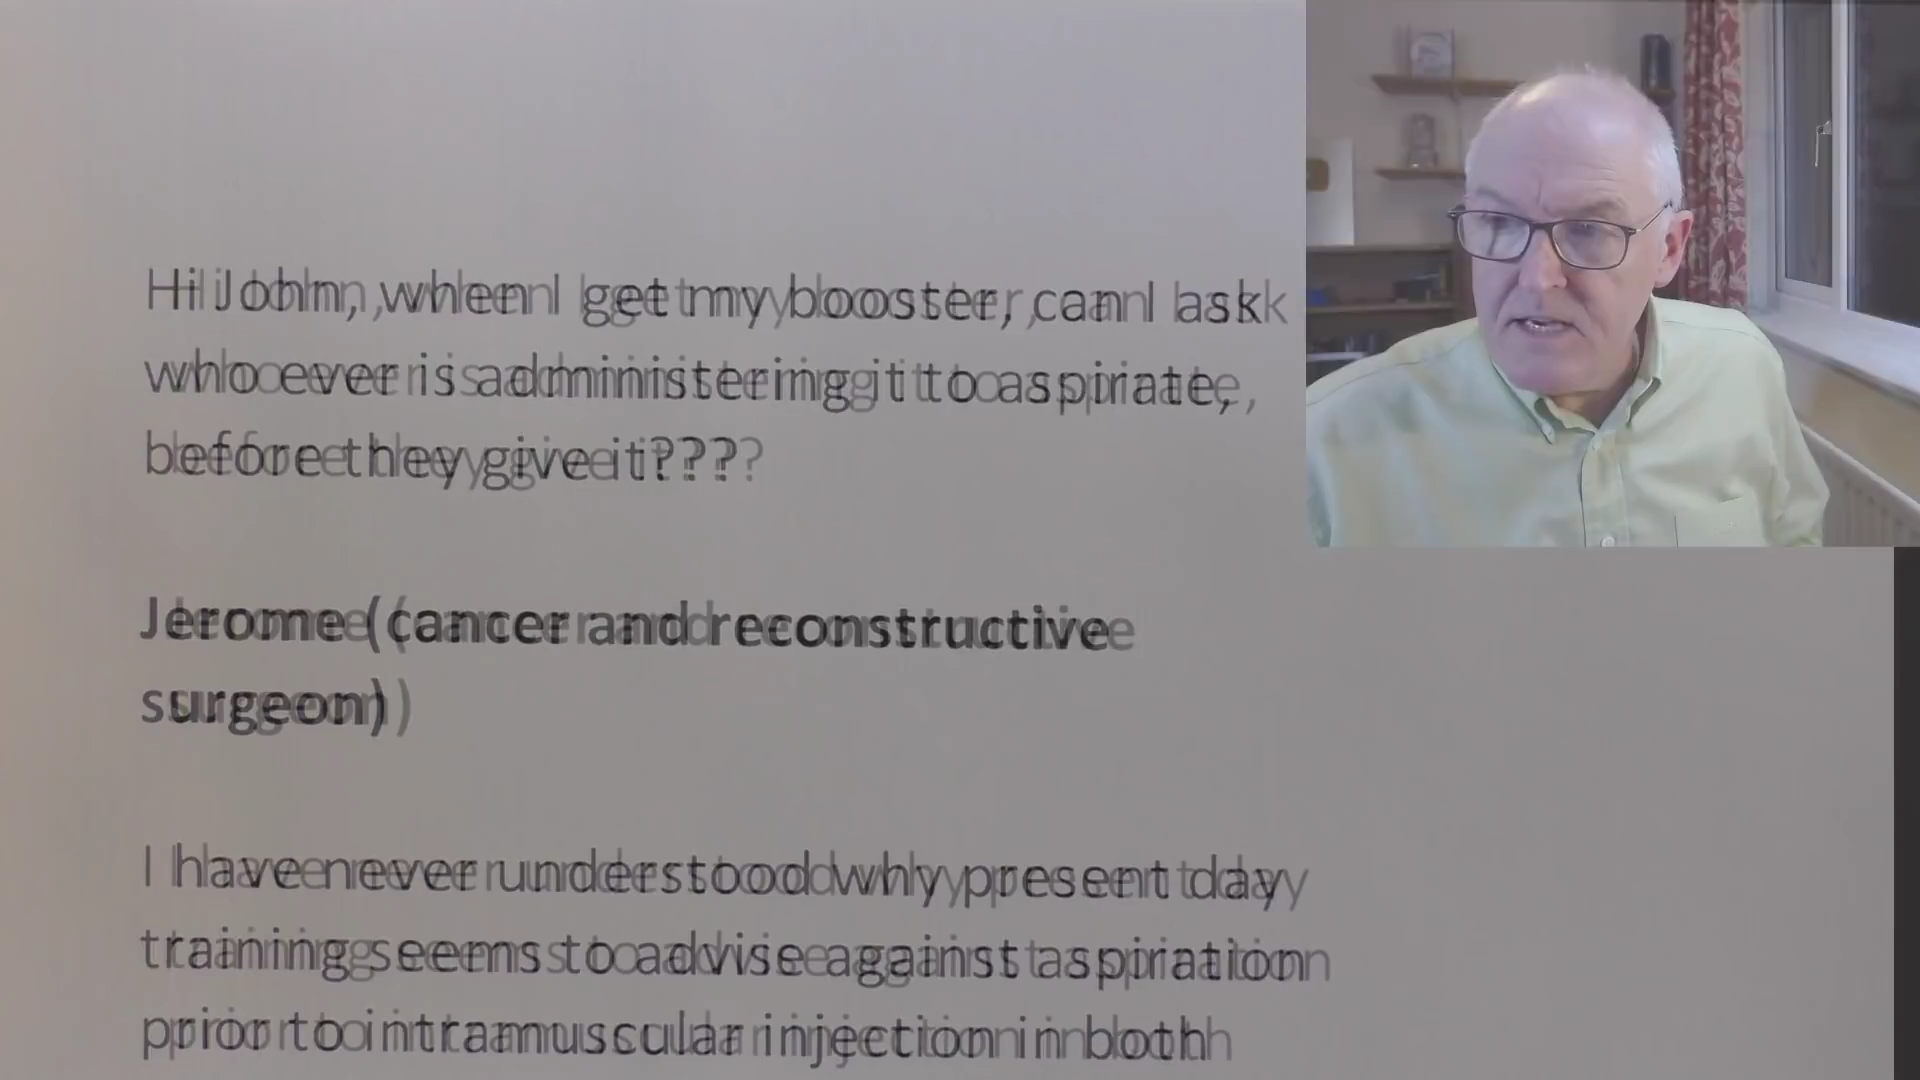 Hi John, when I get my booster, can I ask
whoever is administering it to aspirate,
before they give it???
Jerome (cancer and reconstructive
surgeon)
I have never understood why present day
training seems to advise against aspiration
prior to intramuscular injection in both